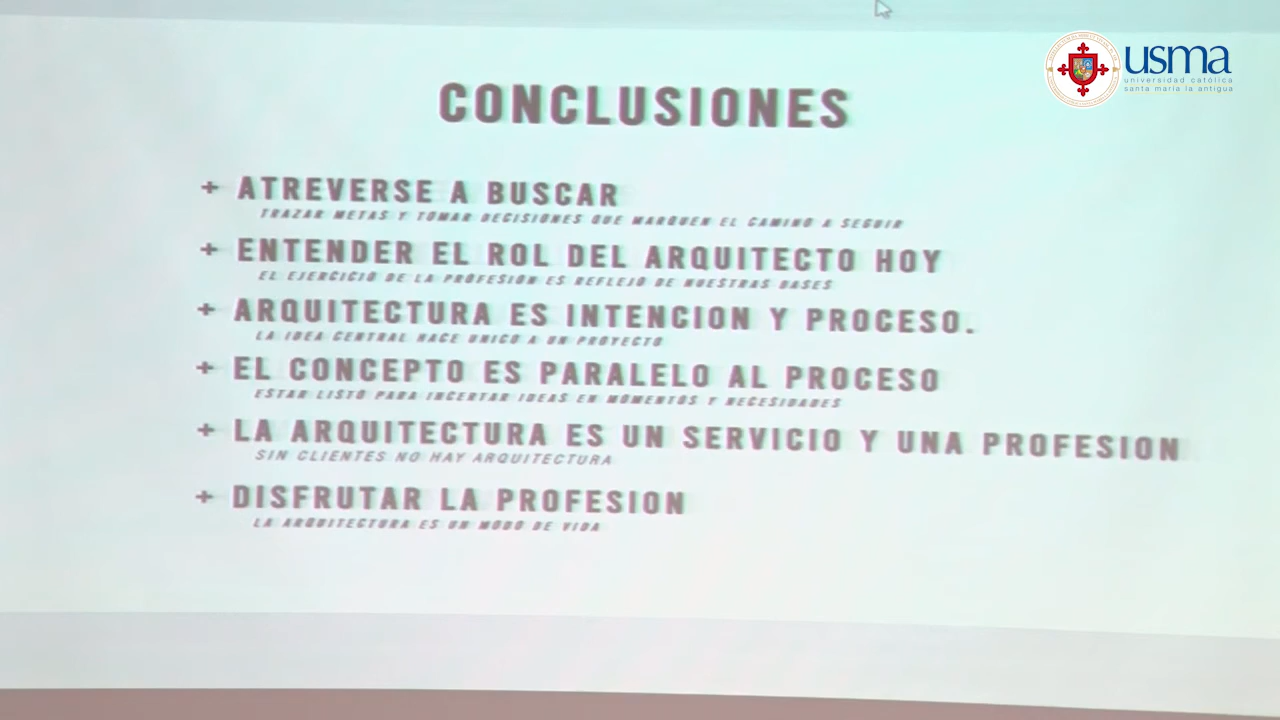 usma
universidad católica
santa maría la antigua
CONCLUSIONES
+ ATREVERSE A BUSCAR
TRAZAR METAS Y TOMAR DECISIONES QUE MARQUEN EL CAMINO A SEGUIR
+ ENTENDER EL ROL DEL ARQUITECTO HOY
EL EJERCICIO DE LA PROFESIÓN ES REFLEJO DE NUESTRAS BASES
+ ARQUITECTURA ES INTENCION Y PROCESO.
LA IDEA CENTRAL HACE UNICO A UN PROYECTO
+ EL CONCEPTO ES PARALELO AL PROCESO
ESTAR LISTO PARA INCERTAR IDEAS EN MOMENTOS Y NECESIDADES
+ LA ARQUITECTURA ES UN SERVICIO Y UNA PROFESION
SIN CLIENTES NO HAY ARQUITECTURA
+ DISFRUTAR LA PROFESION
LA ARQUITECTURA ES UN MODO DE VIDA